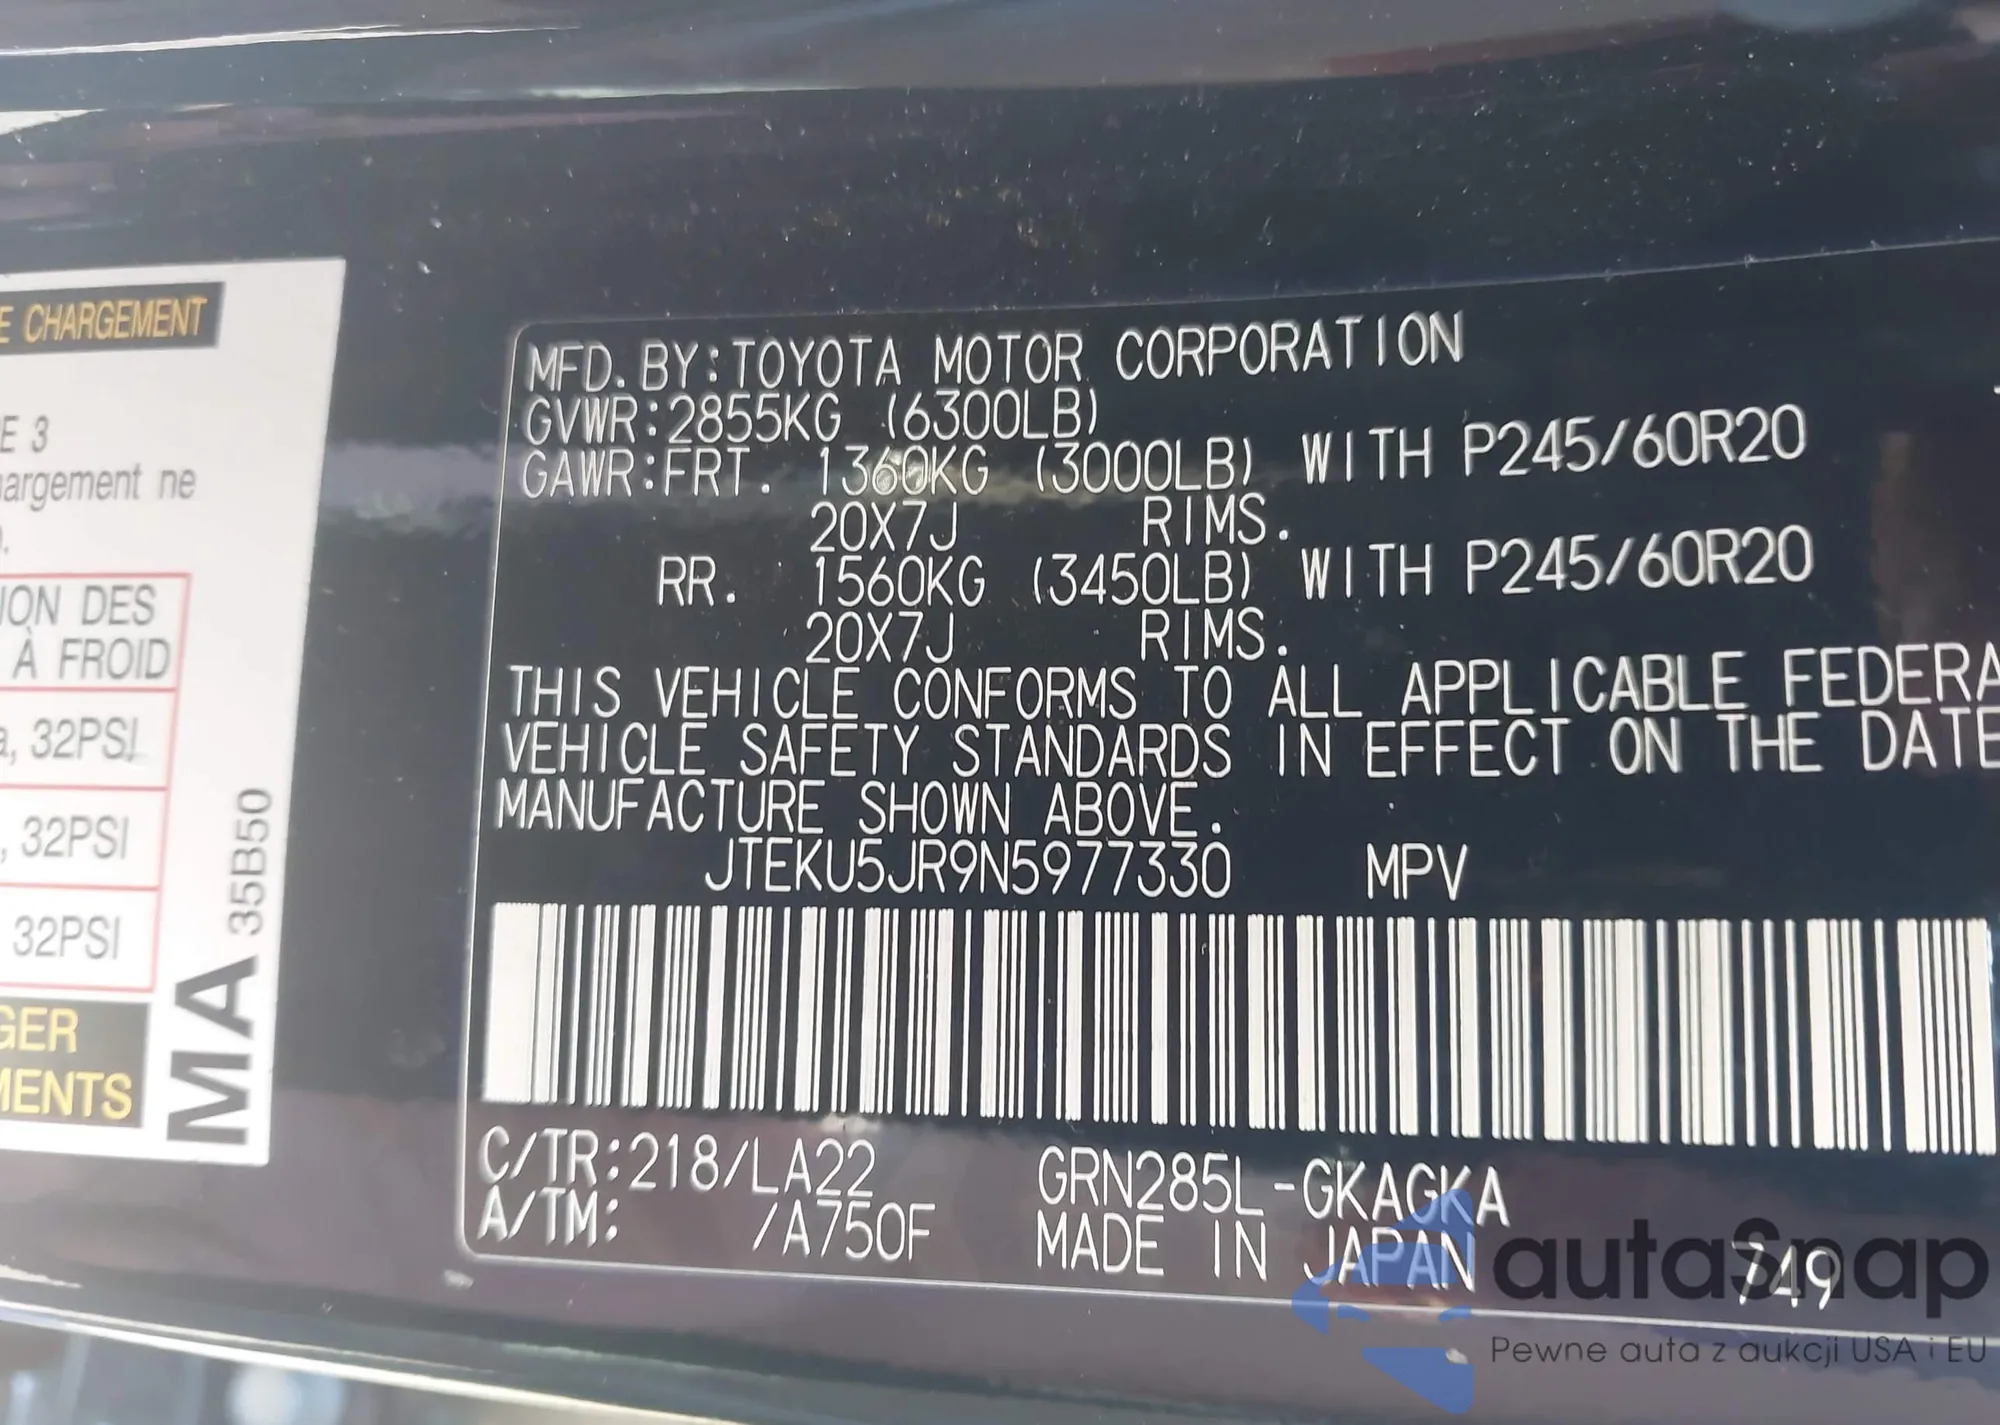 E CHARGEMENT
E 3
argement ne
ION DES
À FROID
a, 32PSI
, 32PSI
32PSI
GER
MENTS
MA 35B50
MFD. BY:TOYOTA MOTOR CORPORATION
GVWR:2855KG (6300LB)
GAWR:FRT. 1360KG (3000LB) WITH P245/60R20
20X7J RIMS.
RR. 1560KG (3450LB) WITH P245/60R20
20X7J RIMS.
THIS VEHICLE CONFORMS TO ALL APPLICABLE FEDERA
VEHICLE SAFETY STANDARDS IN EFFECT ON THE DATE
MANUFACTURE SHOWN ABOVE.
JTEKU5JR9N5977330 MPV
C/TR:218/LA22 GRN285L-GKAGKA
A/TM: /A750F MADE IN JAPAN 749
autaSnap
Pewne auta z aukcji USA i EU